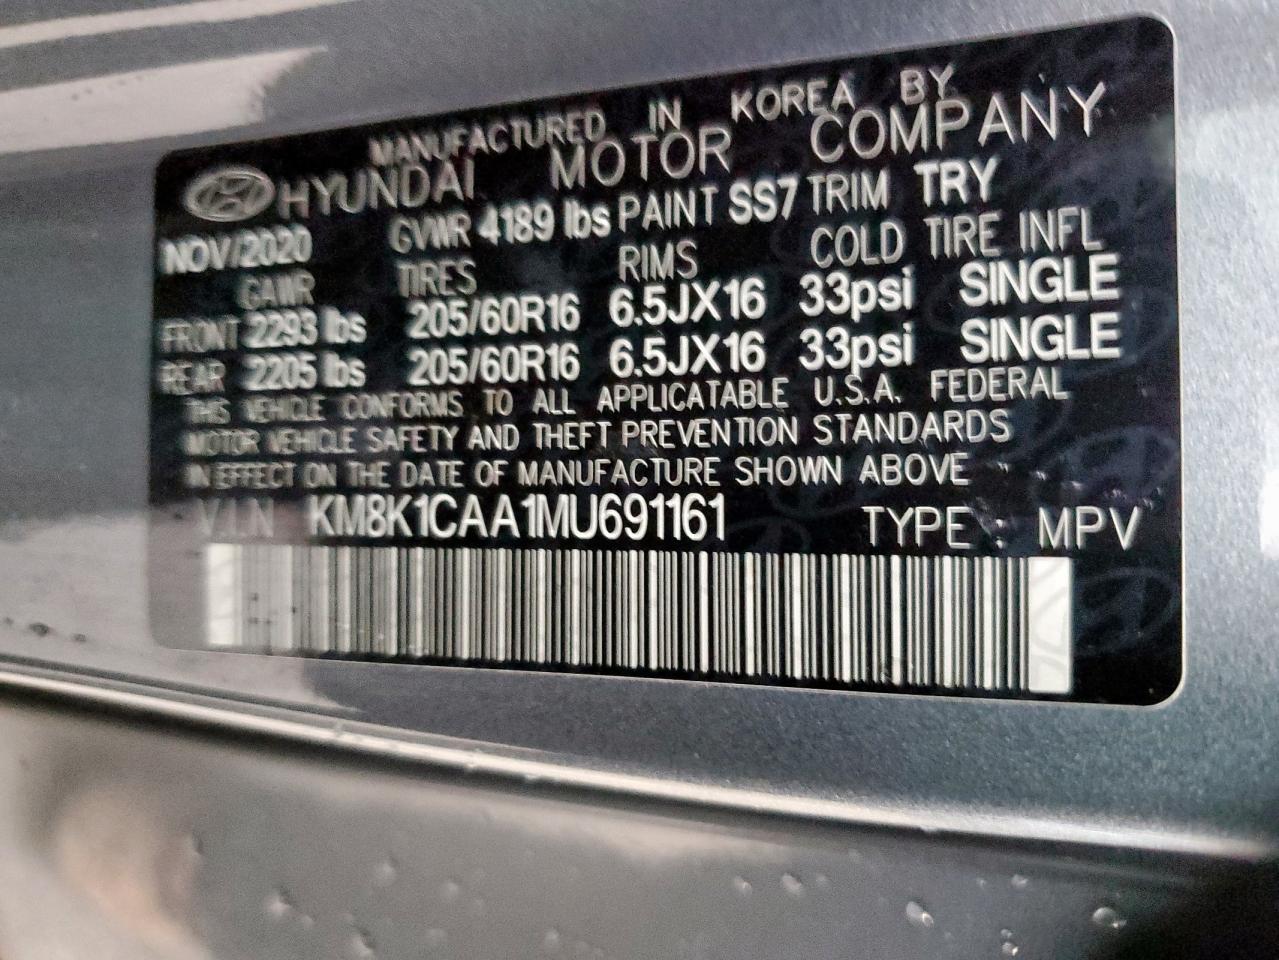 MANUFACTURED IN KOREA BY
HYUNDAI MOTOR COMPANY
NOV/2020 GVWR 4189 lbs PAINT SS7 TRIM TRY
GAWR TIRES RIMS COLD TIRE INFL
FRONT 2293 lbs 205/60R16 6.5JX16 33psi SINGLE
REAR 2205 lbs 205/60R16 6.5JX16 33psi SINGLE
THIS VEHICLE CONFORMS TO ALL APPLICATABLE U.S.A. FEDERAL
MOTOR VEHICLE SAFETY AND THEFT PREVENTION STANDARDS
IN EFFECT ON THE DATE OF MANUFACTURE SHOWN ABOVE
V.I.N KM8K1CAA1MU691161 TYPE : MPV